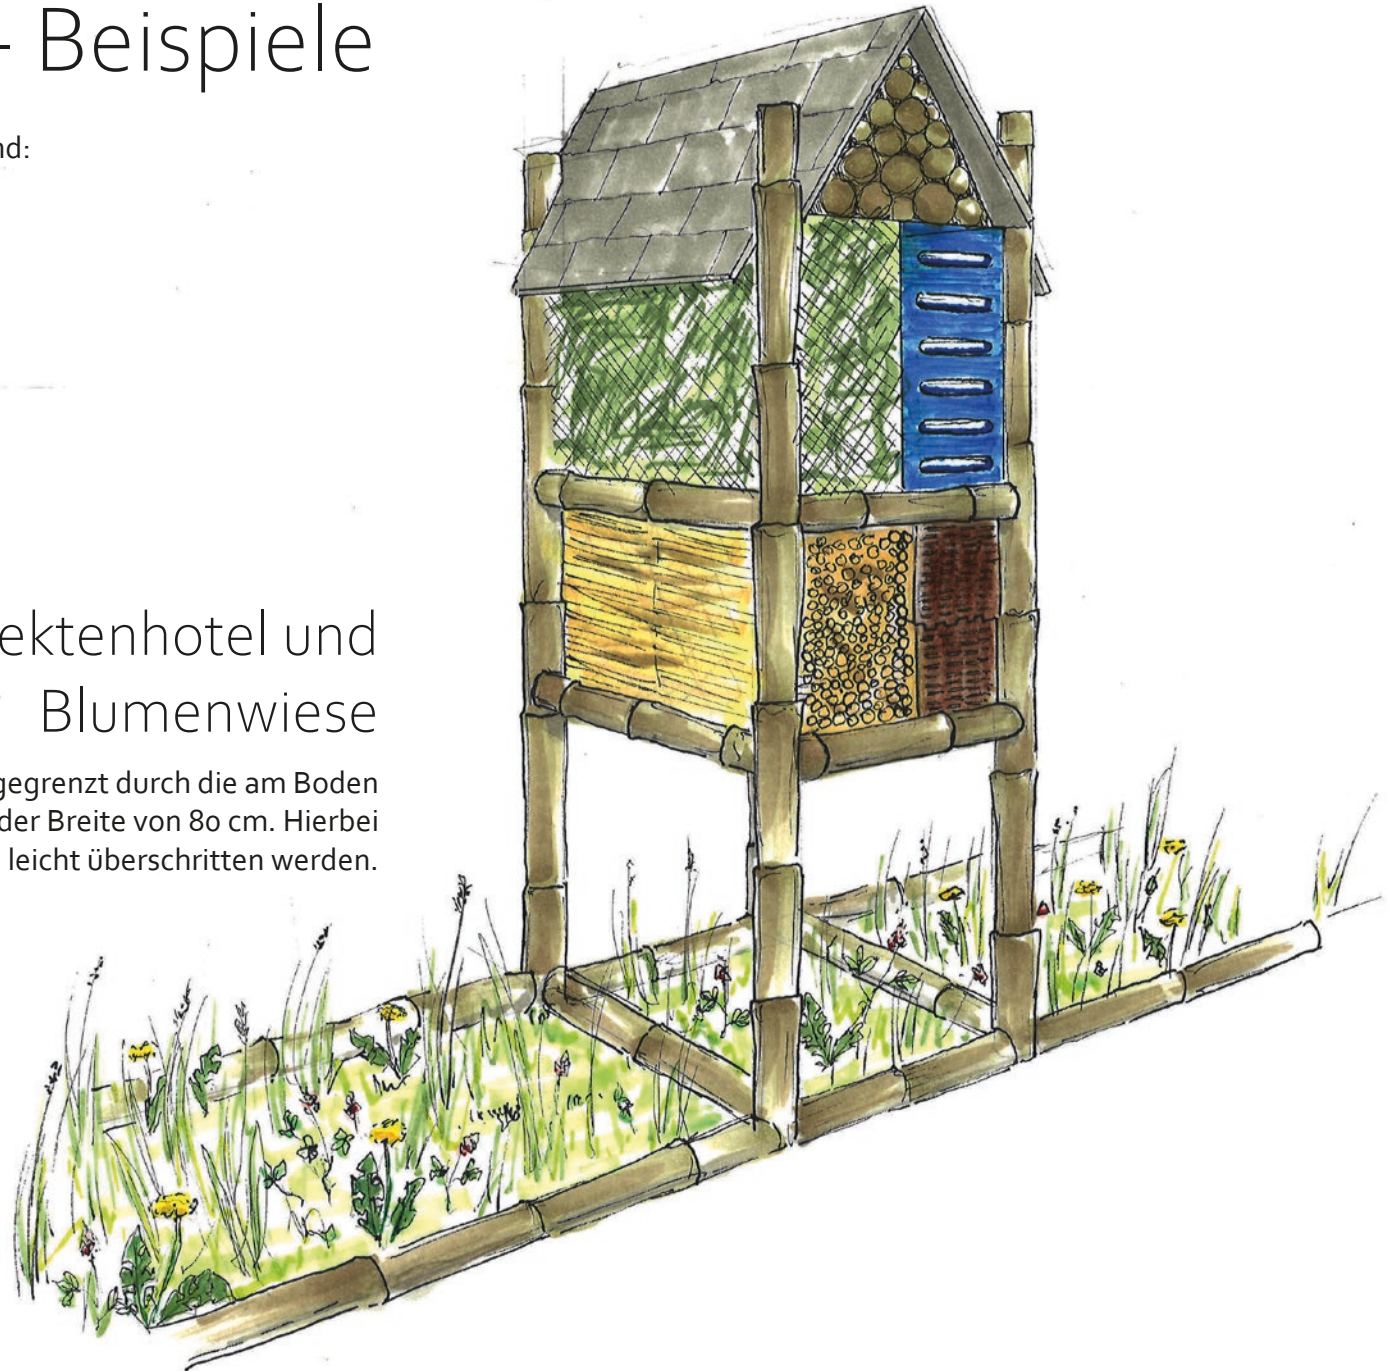 - Beispiele
nd:
ektenhotel und
Blumenwiese
gegrenzt durch die am Boden
der Breite von 80 cm. Hierbei
leicht überschritten werden.